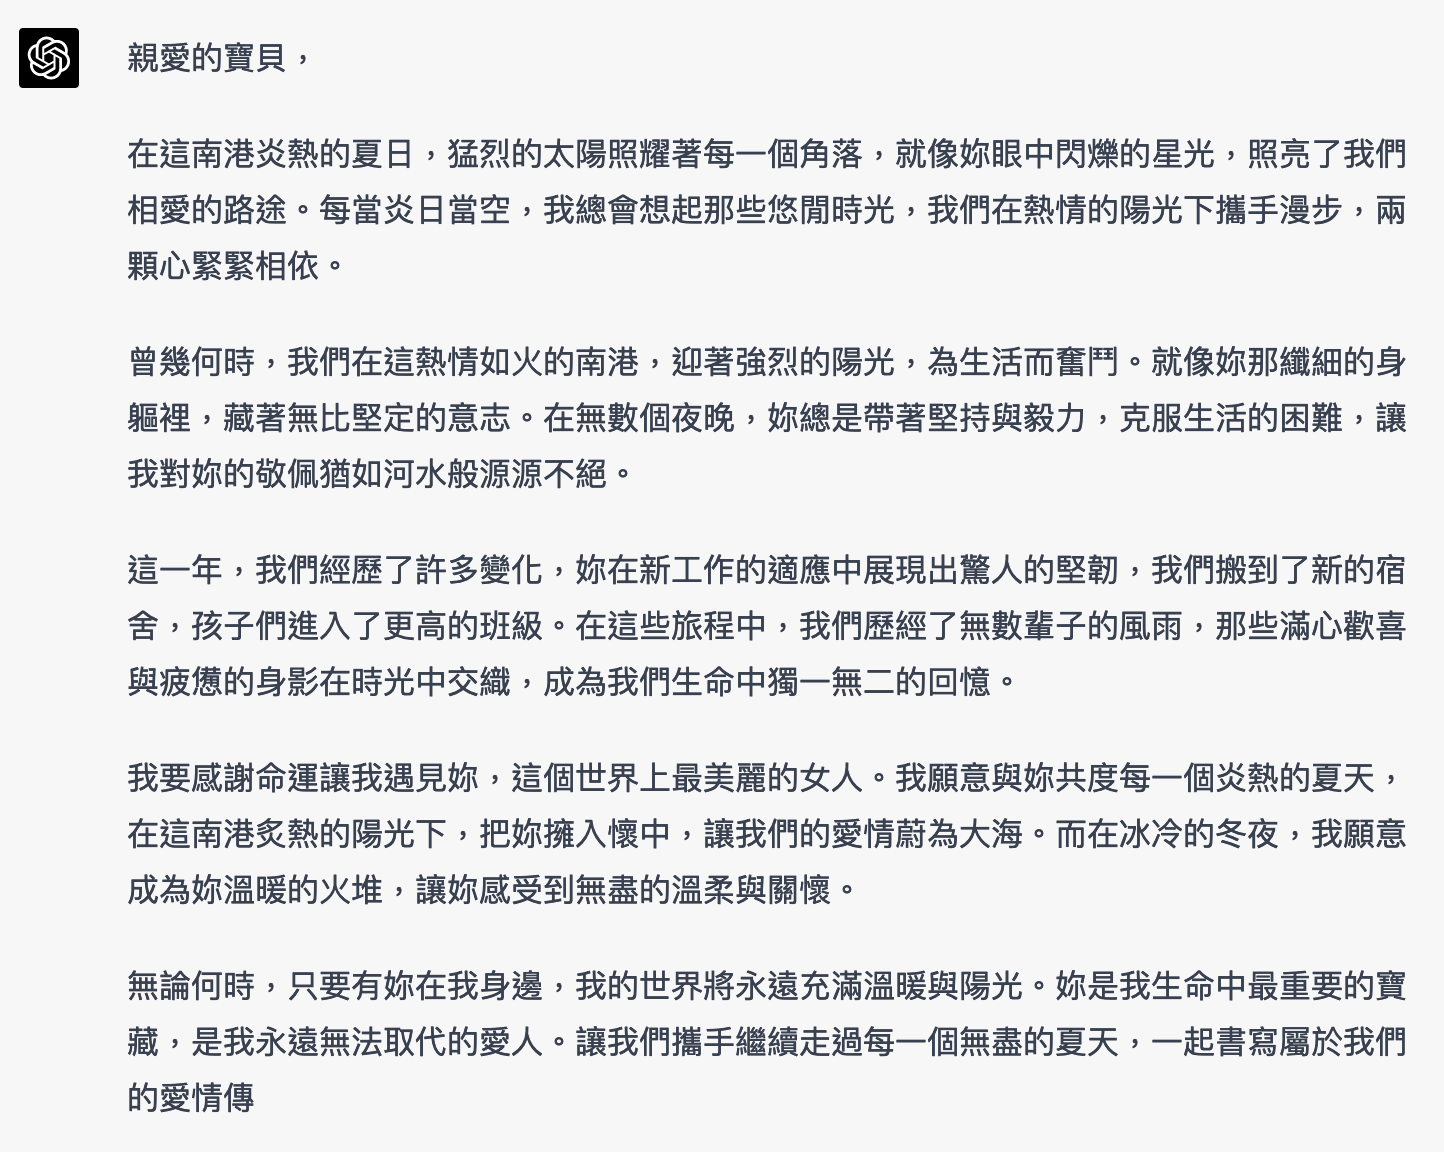 親愛的寶貝，
在這南港炎熱的夏日，猛烈的太陽照耀著每一個角落，就像妳眼中閃爍的星光，照亮了我們
相愛的路途。每當炎日當空，我總會想起那些悠閒時光，我們在熱情的陽光下攜手漫步，兩
顆心緊緊相依。
曾幾何時，我們在這熱情如火的南港，迎著強烈的陽光，為生活而奮鬥。就像妳那纖細的身
軀裡，藏著無比堅定的意志。在無數個夜晚，妳總是帶著堅持與毅力，克服生活的困難，讓
我對妳的敬佩猶如河水般源源不絕。
這一年，我們經歷了許多變化，妳在新工作的適應中展現出驚人的堅韌，我們搬到了新的宿
舍，孩子們進入了更高的班級。在這些旅程中，我們歷經了無數輩子的風雨，那些滿心歡喜
與疲憊的身影在時光中交織，成為我們生命中獨一無二的回憶。
我要感謝命運讓我遇見妳，這個世界上最美麗的女人。我願意與妳共度每一個炎熱的夏天，
在這南港炙熱的陽光下，把妳擁入懷中，讓我們的愛情蔚為大海。而在冰冷的冬夜，我願意
成為妳溫暖的火堆，讓妳感受到無盡的溫柔與關懷。
無論何時，只要有妳在我身邊，我的世界將永遠充滿溫暖與陽光。妳是我生命中最重要的寶
藏，是我永遠無法取代的愛人。讓我們攜手繼續走過每一個無盡的夏天，一起書寫屬於我們
的愛情傳